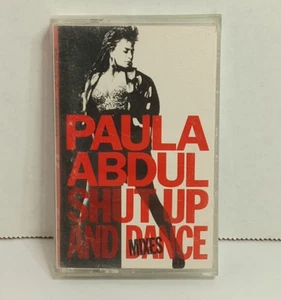 PAULA
ABDUL
SHUT UP
AND DANCE
MIXES